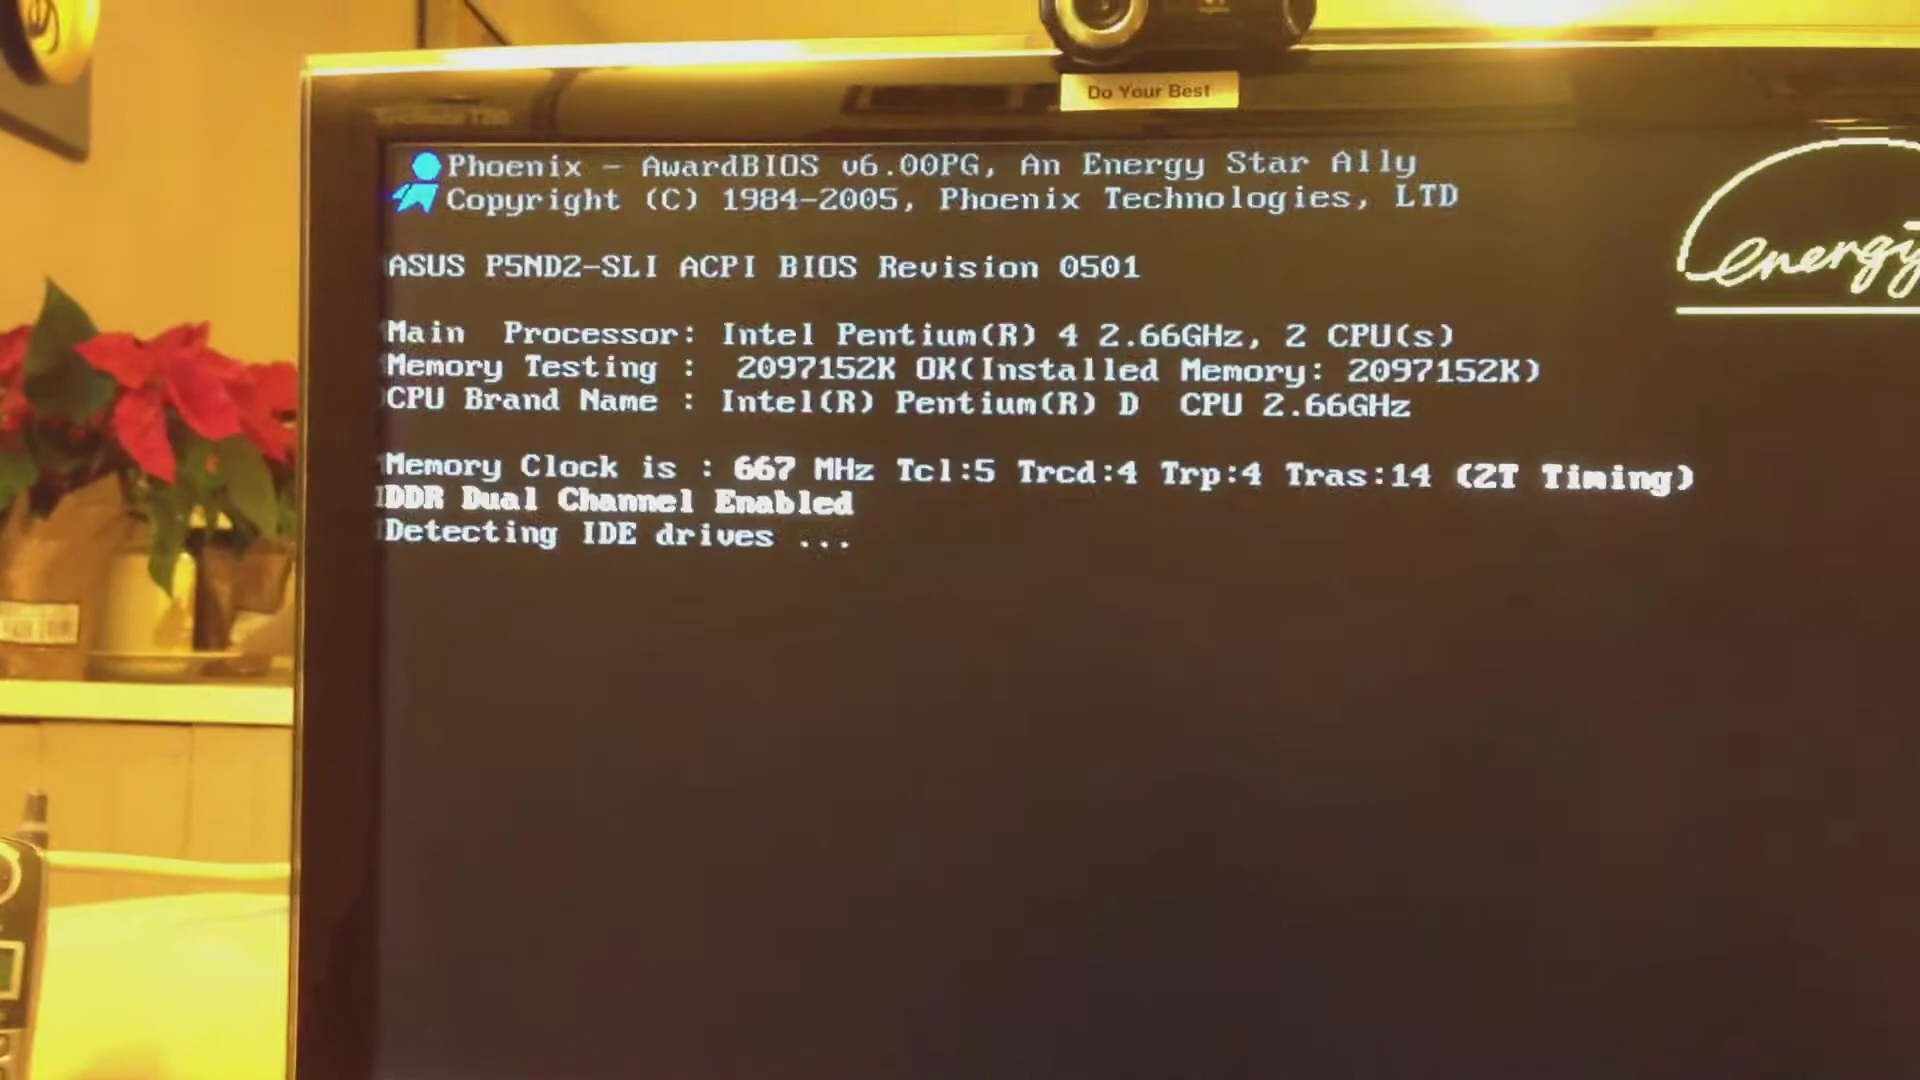 Do Your Best
Phoenix - AwardBIOS v6.00PG, An Energy Star Ally
Copyright (C) 1984-2005, Phoenix Technologies, LTD
energy
ASUS P5ND2-SLI ACPI BIOS Revision 0501
Main Processor: Intel Pentium(R) 4 2.66GHz, 2 CPU(s)
Memory Testing : 2097152K OK(Installed Memory: 2097152K)
CPU Brand Name : Intel(R) Pentium(R) D CPU 2.66GHz
Memory Clock is : 667 MHz Tcl:5 Trcd:4 Trp:4 Tras:14 (2T Timing)
DDR Dual Channel Enabled
Detecting IDE drives ...